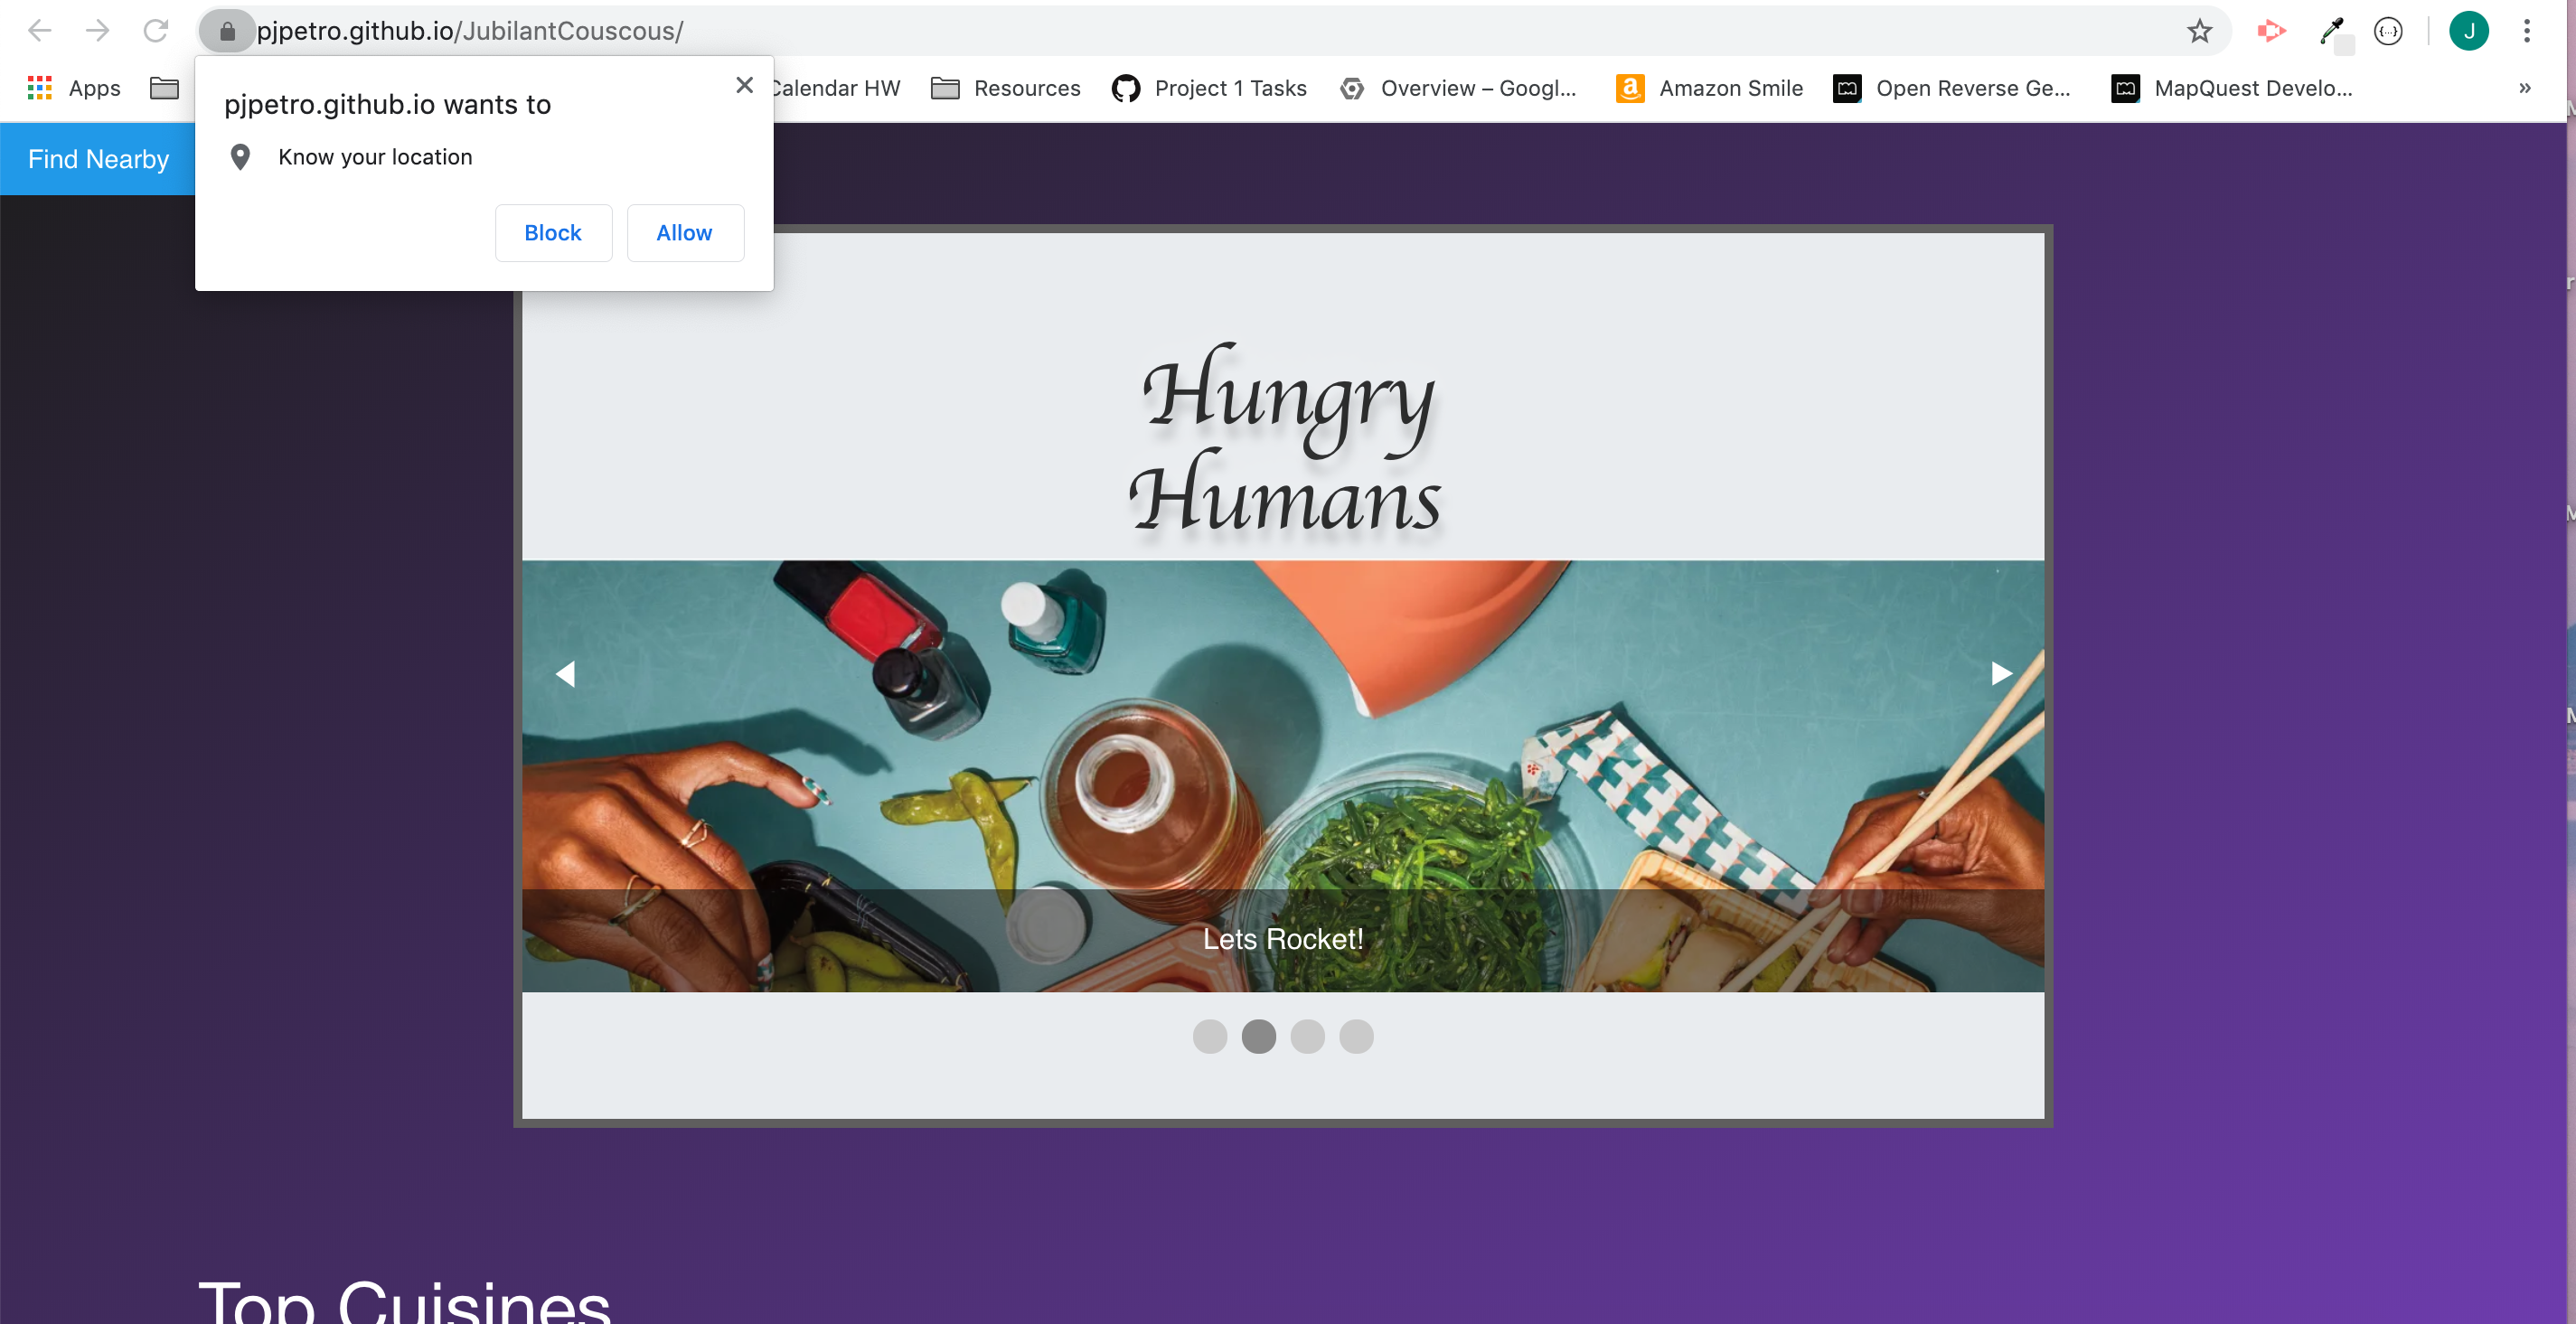 pjpetro.github.io/JubilantCouscous/
J
Apps
Calendar HW
Resources
Project 1 Tasks
Overview – Googl...
Amazon Smile
Open Reverse Ge...
MapQuest Develo...
»
pjpetro.github.io wants to
Know your location
Block
Allow
Find Nearby
Hungry
Humans
Lets Rocket!
Top Cuisines